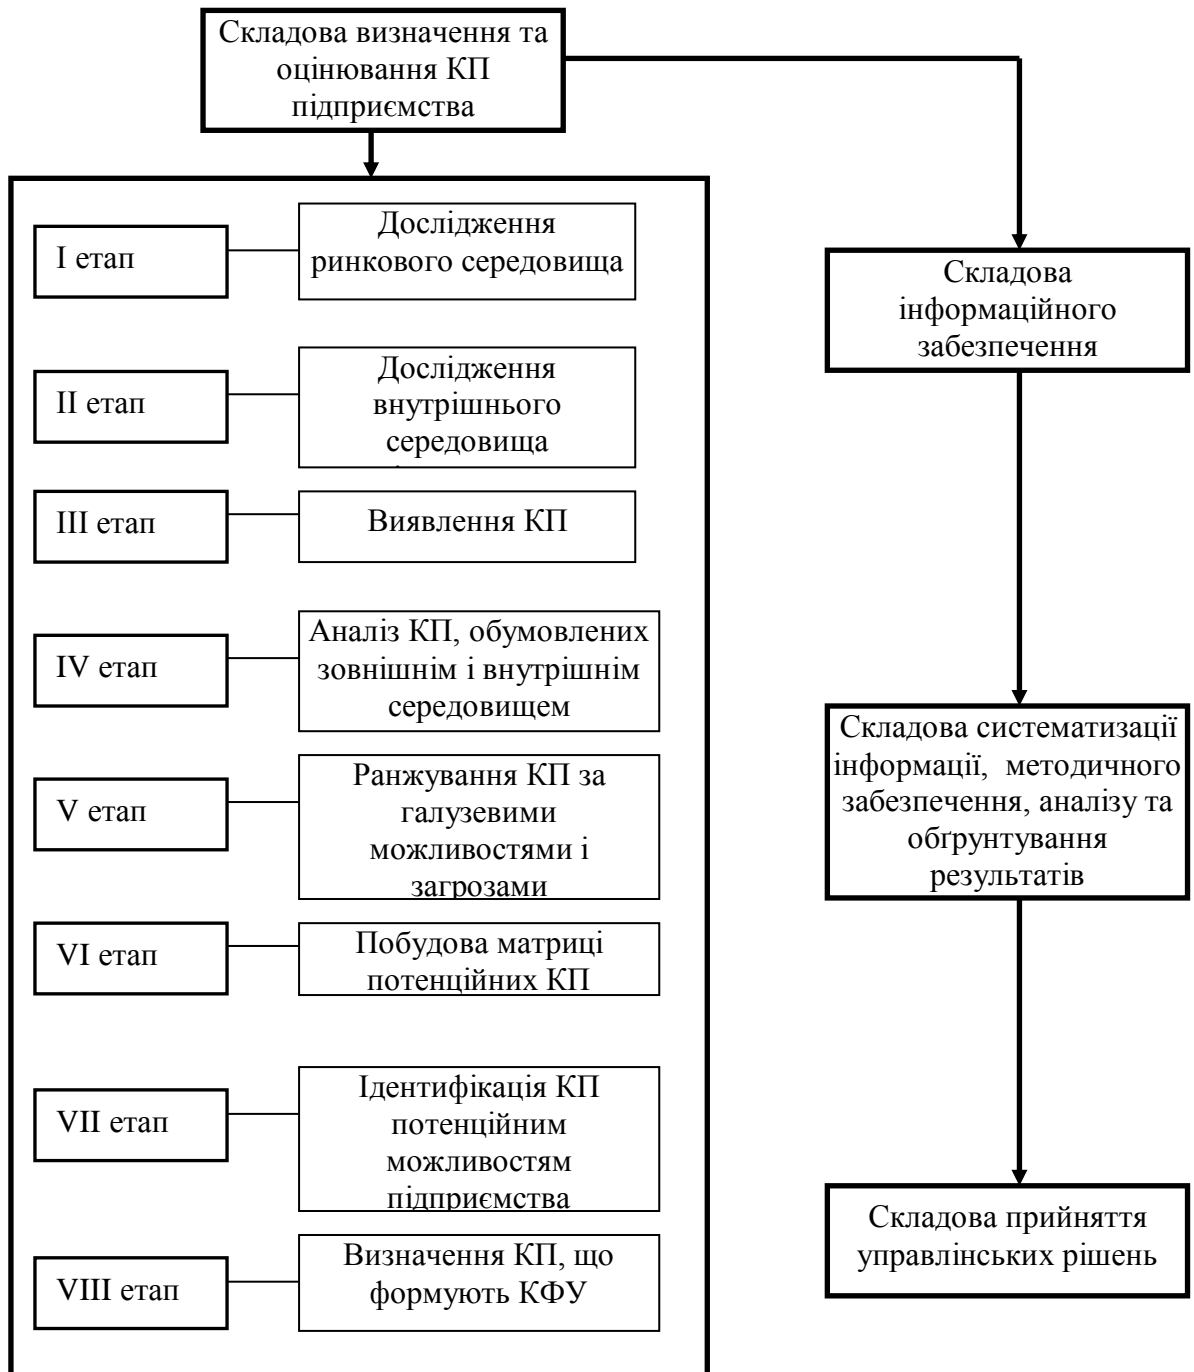 Складова визначення та
оцінювання КП
підприємства
І етап
Дослідження
ринкового середовища
ІІ етап
Дослідження
внутрішнього
середовища
ІІІ етап
Виявлення КП
IV етап
Аналіз КП, обумовлених
зовнішнім і внутрішнім
середовищем
V етап
Ранжування КП за
галузевими
можливостями і
загрозами
VI етап
Побудова матриці
потенційних КП
VII етап
Ідентифікація КП
потенційним
можливостям
підприємства
VIII етап
Визначення КП, що
формують КФУ
Складова
інформаційного
забезпечення
Складова систематизації
інформації, методичного
забезпечення, аналізу та
обґрунтування
результатів
Складова прийняття
управлінських рішень